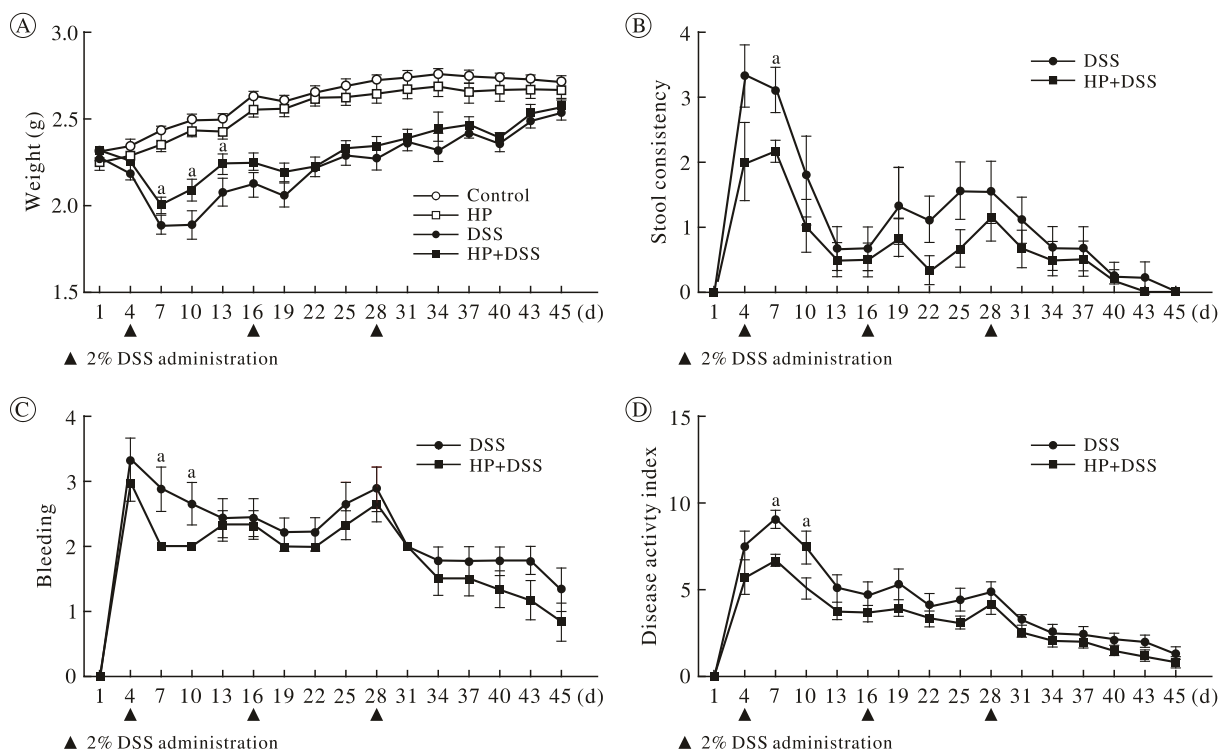 Ⓐ
3.0
2.5
2.0
1.5
Weight (g)
a
a
a
Control
HP
DSS
HP+DSS
1 4 7 10 13 16 19 22 25 28 31 34 37 40 43 45 (d)
▲ ▲ ▲
▲ 2% DSS administration
Ⓑ
4
3
2
1
0
Stool consistency
a
DSS
HP+DSS
1 4 7 10 13 16 19 22 25 28 31 34 37 40 43 45 (d)
▲ ▲ ▲
▲ 2% DSS administration
Ⓒ
4
3
2
1
0
Bleeding
a
a
DSS
HP+DSS
1 4 7 10 13 16 19 22 25 28 31 34 37 40 43 45 (d)
▲ ▲ ▲
▲ 2% DSS administration
Ⓓ
15
10
5
0
Disease activty index
a
a
DSS
HP+DSS
1 4 7 10 13 16 19 22 25 28 31 34 37 40 43 45 (d)
▲ ▲ ▲
▲ 2% DSS administration